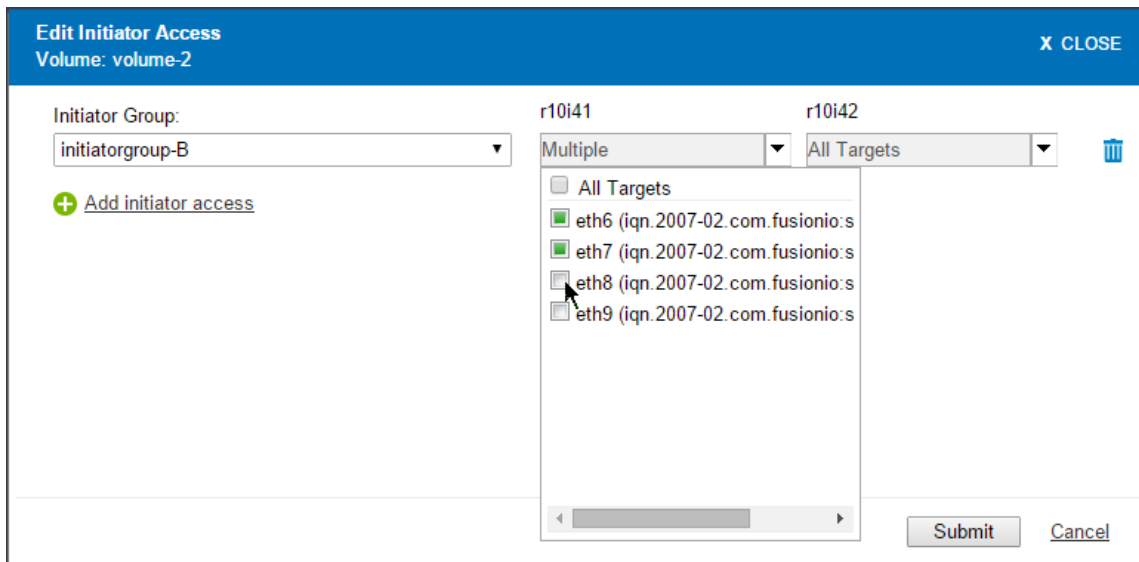 Edit Initiator Access
Volume: volume-2
X CLOSE
Initiator Group:
initiatorgroup-B
Add initiator access
r10i41
Multiple
r10i42
All Targets
All Targets
eth6 (iqn.2007-02.com.fusionio:s
eth7 (iqn.2007-02.com.fusionio:s
eth8 (iqn.2007-02.com.fusionio:s
eth9 (iqn.2007-02.com.fusionio:s
Submit
Cancel